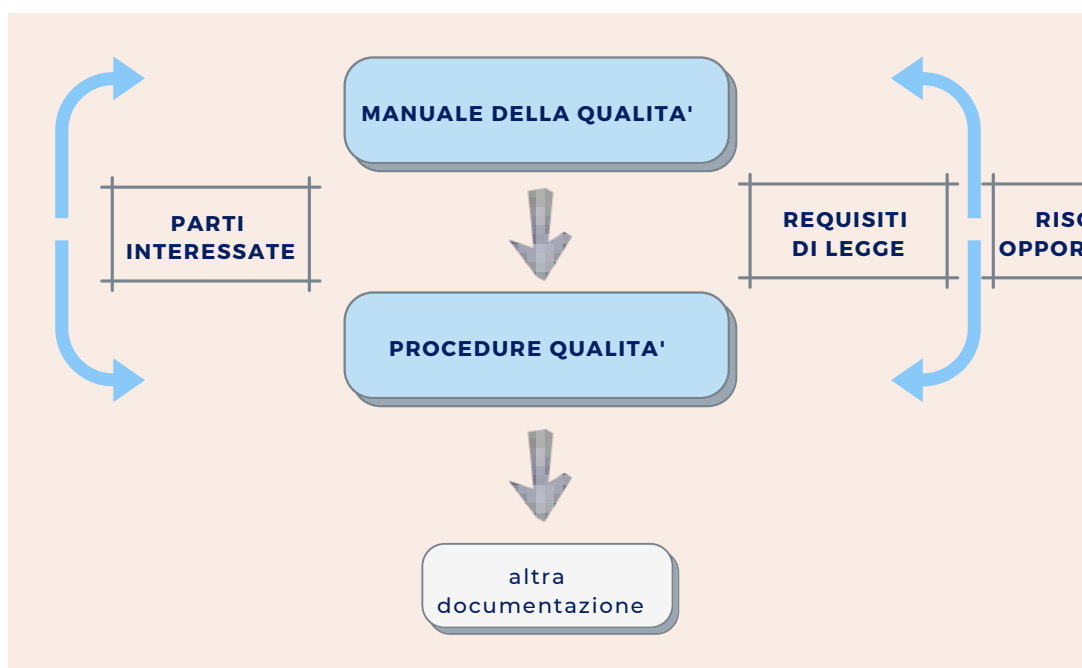 MANUALE DELLA QUALITA'
PARTI
INTERESSATE
REQUISITI
DI LEGGE
PROCEDURE QUALITA'
altra
documentazione